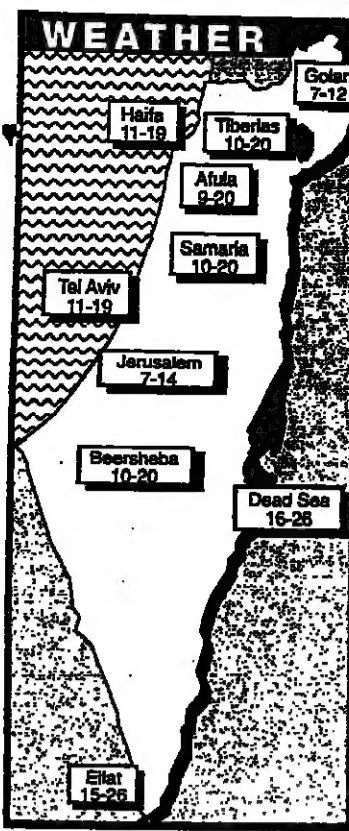 WEATHER
Golan
7-12
Haifa
11-19
Tiberias
10-20
Afula
9-20
Samaria
10-20
Tel Aviv
11-19
Jerusalem
7-14
Beersheba
10-20
Dead Sea
16-26
Eilat
15-26